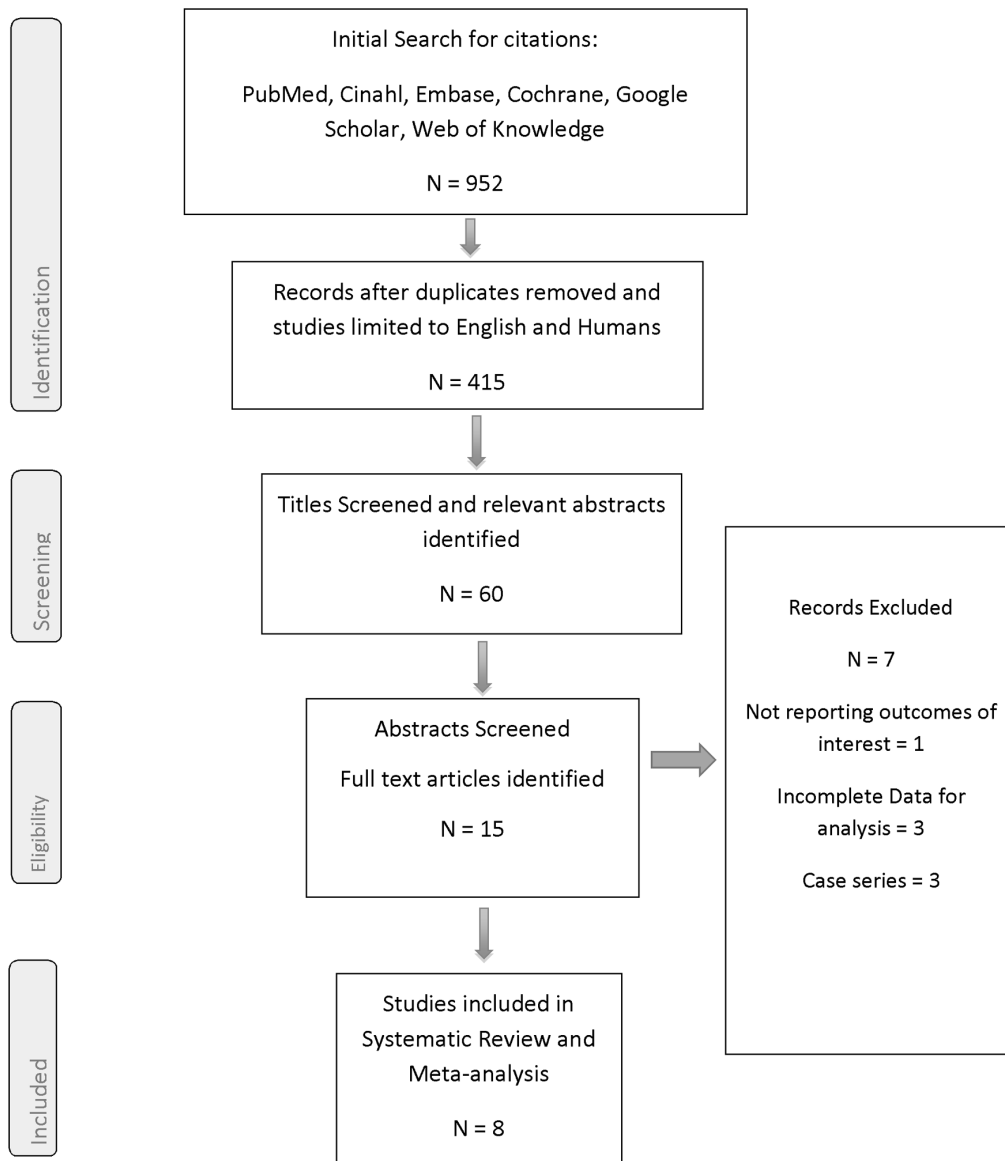 Identification
Initial Search for citations:
PubMed, Cinahl, Embase, Cochrane, Google
Scholar, Web of Knowledge
N = 952
Records after duplicates removed and
studies limited to English and Humans
N = 415
Screening
Titles Screened and relevant abstracts
identified
N = 60
Eligibility
Abstracts Screened
Full text articles identified
N = 15
Records Excluded
N = 7
Not reporting outcomes of
interest = 1
Incomplete Data for
analysis = 3
Case series = 3
Included
Studies included in
Systematic Review and
Meta-analysis
N = 8